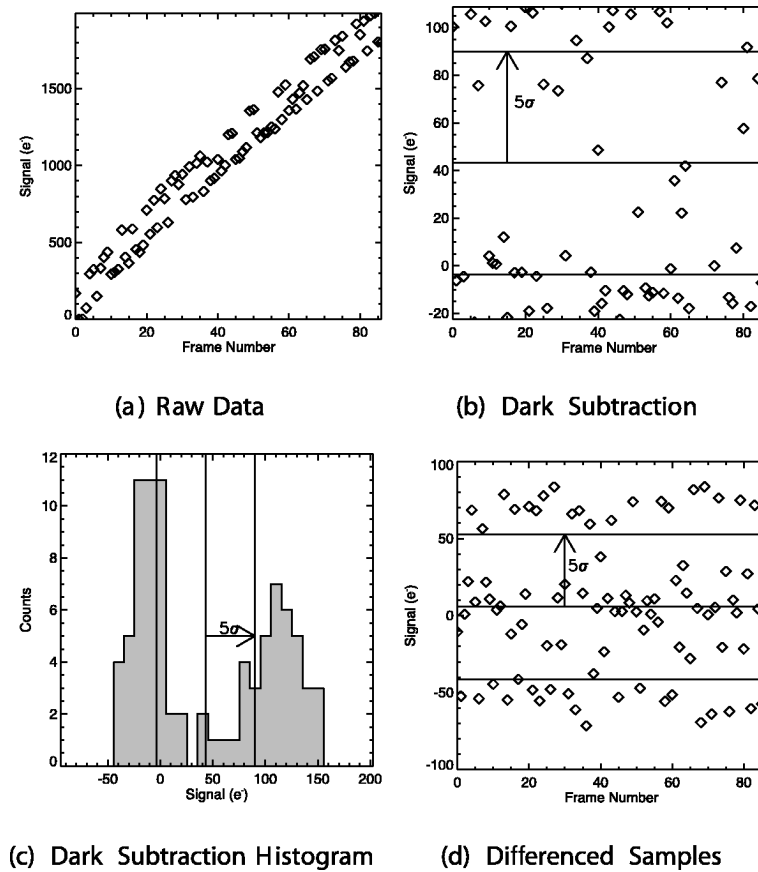 Signal (e⁻)
1500
1000
500
0
0 20 40 60 80
Frame Number
(a) Raw Data
Signal (e⁻)
100
80
60
40
20
0
-20
5σ
0 20 40 60 80
Frame Number
(b) Dark Subtraction
Counts
12
10
8
6
4
2
0
5σ
-50 0 50 100 150 200
Signal (e⁻)
(c) Dark Subtraction Histogram
Signal (e⁻)
100
50
0
-50
-100
5σ
0 20 40 60 80
Frame Number
(d) Differenced Samples